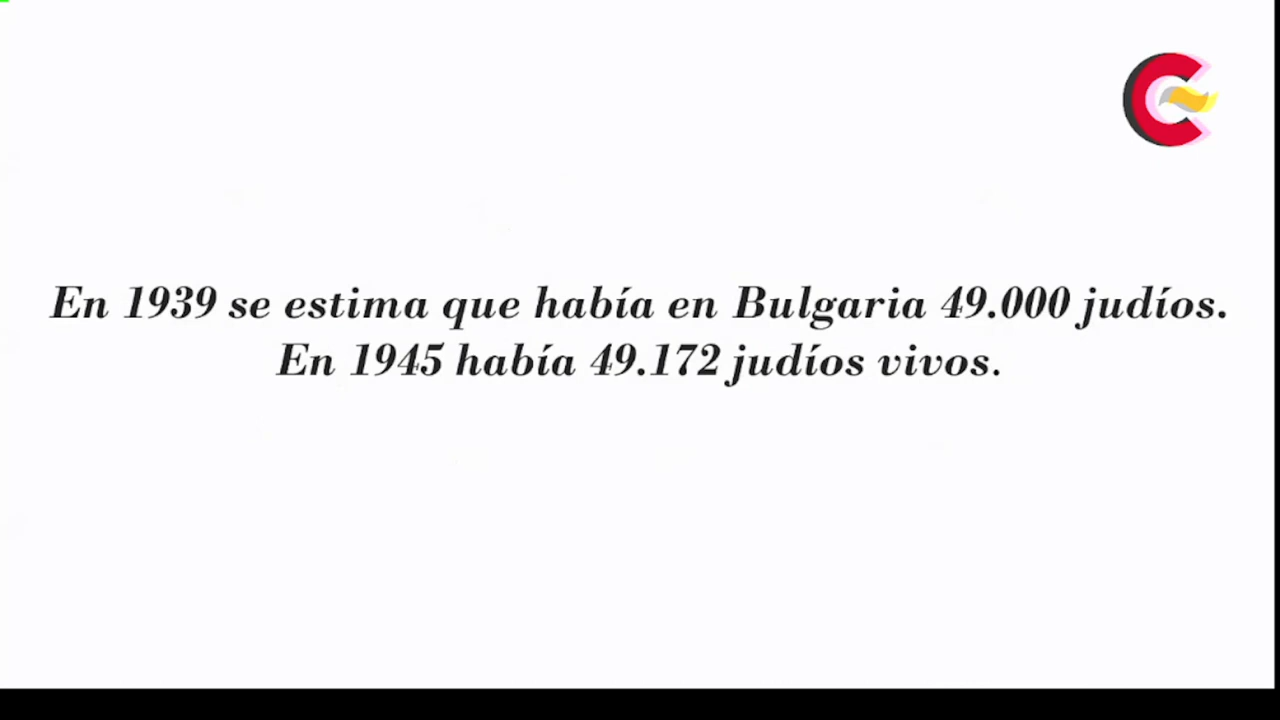 En 1939 se estima que había en Bulgaria 49.000 judíos.
En 1945 había 49.172 judíos vivos.